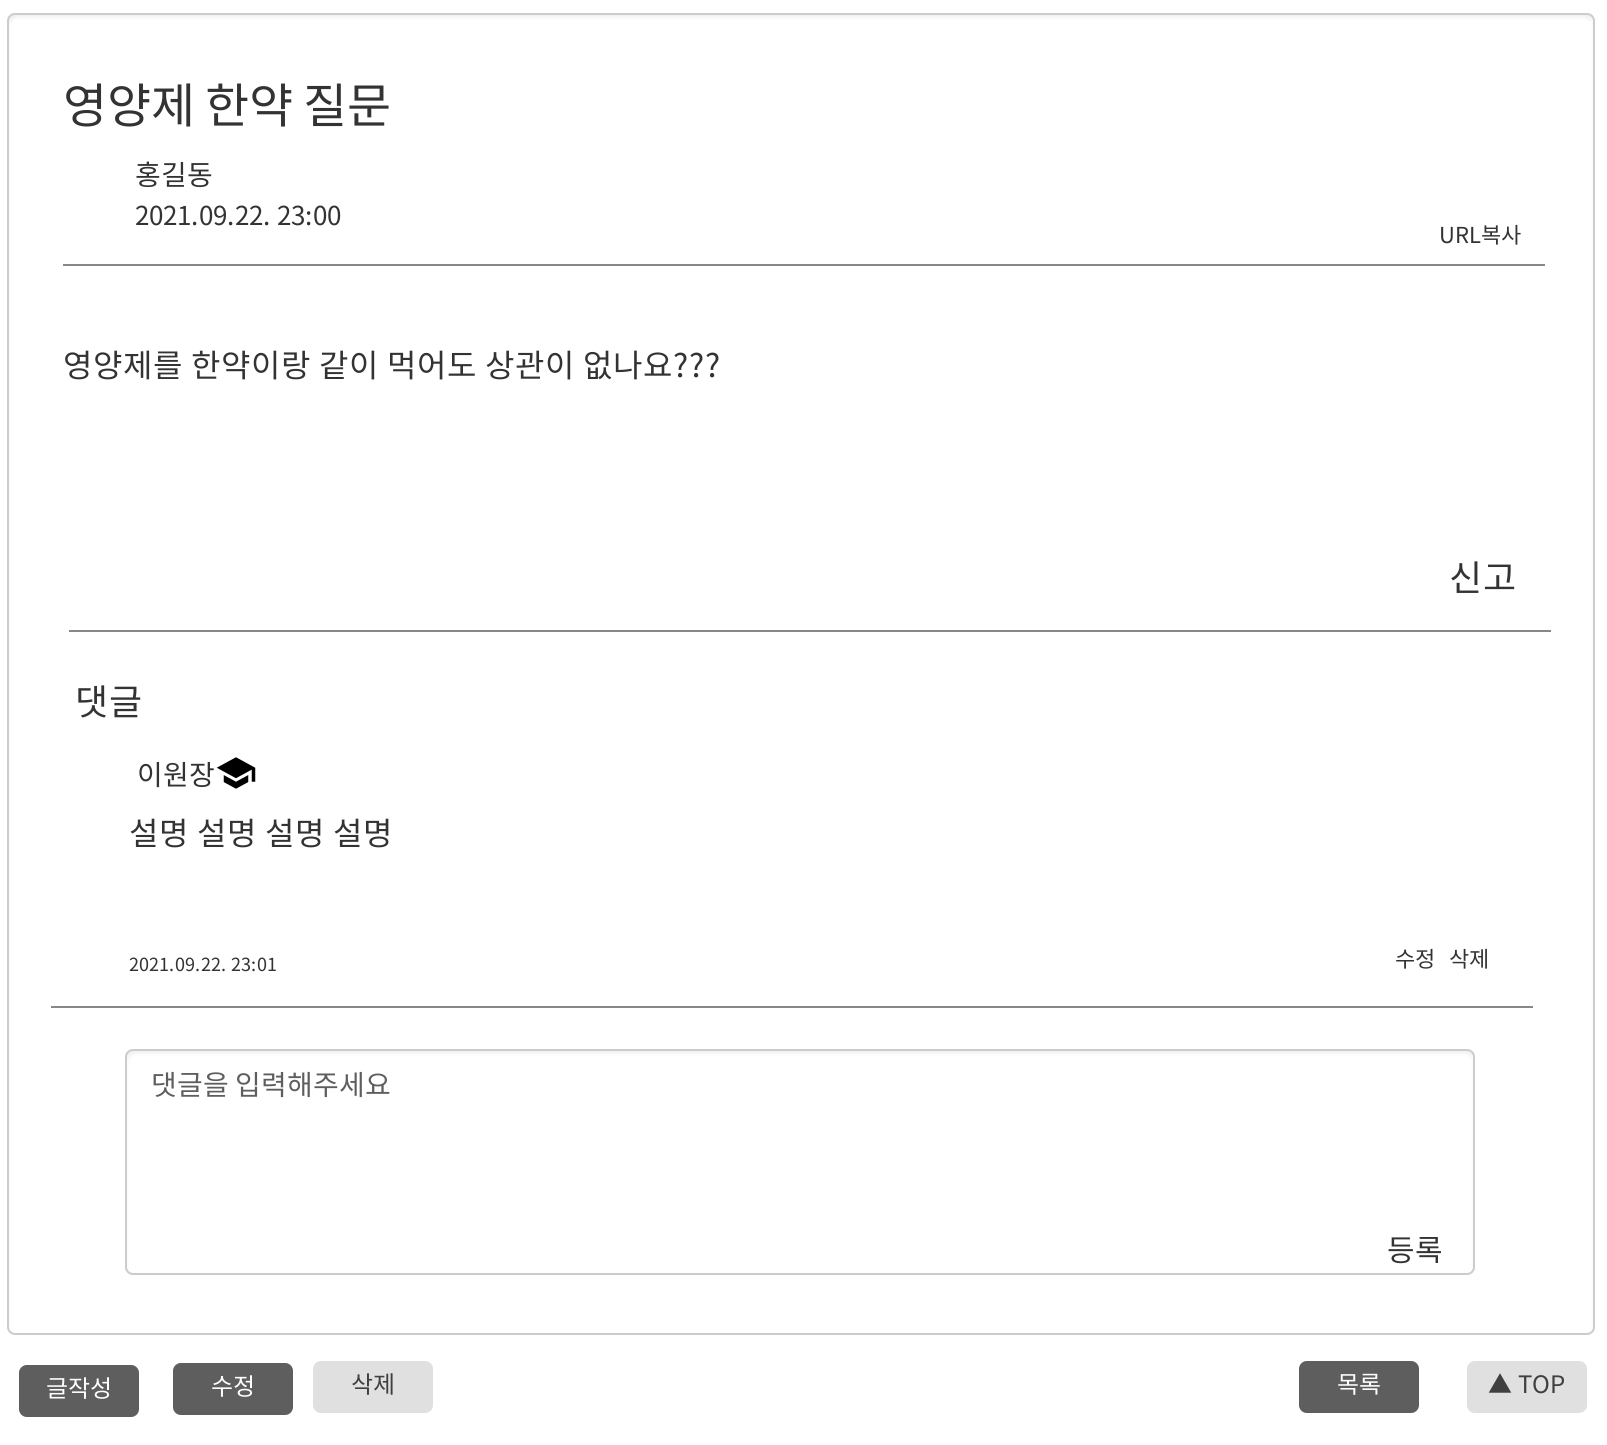 영양제 한약 질문
홍길동
2021.09.22. 23:00
URL복사
영양제를 한약이랑 같이 먹어도 상관이 없나요???
신고
댓글
이원장
설명 설명 설명 설명
2021.09.22. 23:01
수정 삭제
댓글을 입력해주세요
등록
글작성 수정 삭제 목록 ▲ TOP